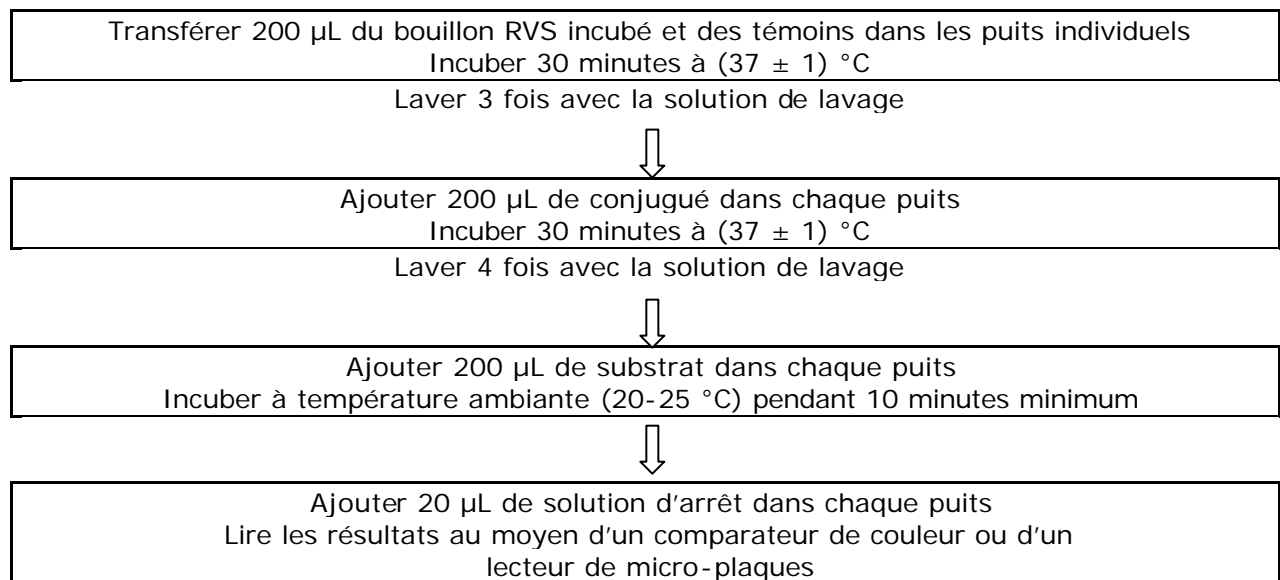 Transférer 200 µL du bouillon RVS incubé et des témoins dans les puits individuels
Incuber 30 minutes à (37 ± 1) °C
Laver 3 fois avec la solution de lavage
Ajouter 200 µL de conjugué dans chaque puits
Incuber 30 minutes à (37 ± 1) °C
Laver 4 fois avec la solution de lavage
Ajouter 200 µL de substrat dans chaque puits
Incuber à température ambiante (20-25 °C) pendant 10 minutes minimum
Ajouter 20 µL de solution d'arrêt dans chaque puits
Lire les résultats au moyen d'un comparateur de couleur ou d'un
lecteur de micro-plaques